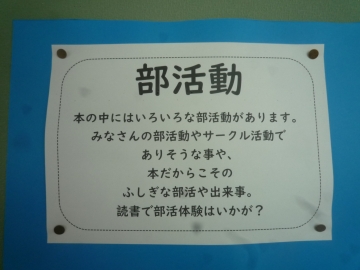 部活動
本の中にはいろいろな部活動があります。
みなさんの部活動やサークル活動で
ありそうな事や、
本だからこその
ふしぎな部活や出来事。
読書で部活体験はいかが？